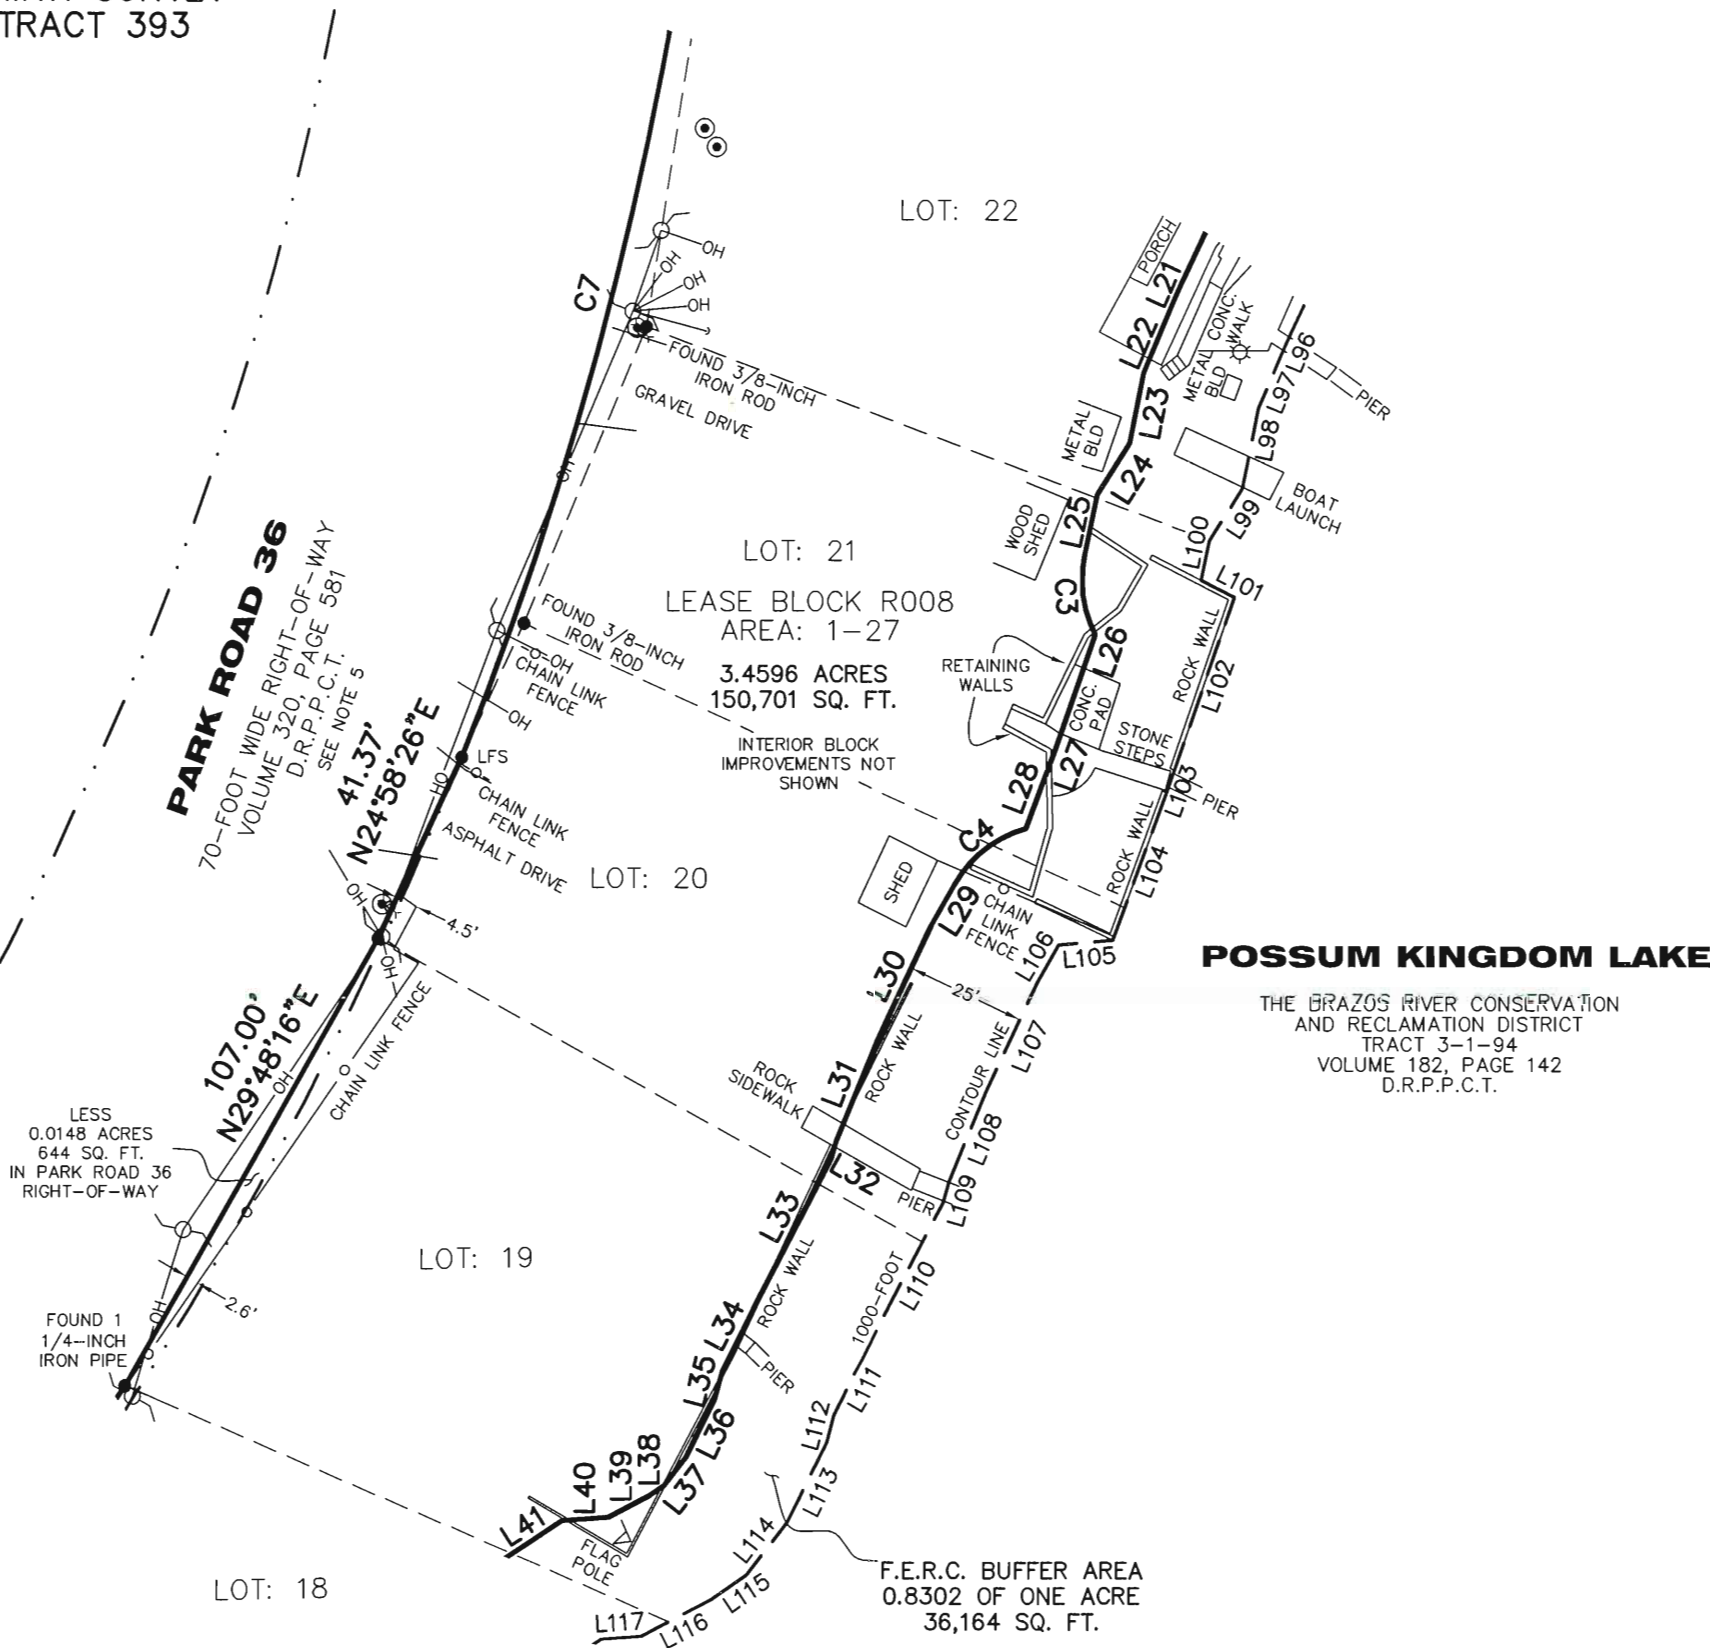 TRACT 393
LOT: 22
C7
OH
OH
OH
OH
FOUND 3/8-INCH
IRON ROD
GRAVEL DRIVE
OH
PORCH
L21
L22
CONC.
WALK
METAL
BLD
L96
L97
L98
PIER
L23
METAL
BLD
L24
BOAT
LAUNCH
L99
L100
L101
L25
WOOD
SHED
C3
L26
LOT: 21
LEASE BLOCK R008
AREA: 1-27
3.4596 ACRES
150,701 SQ. FT.
INTERIOR BLOCK
IMPROVEMENTS NOT
SHOWN
RETAINING
WALLS
CONC.
PAD
ROCK WALL
L102
STONE
STEPS
L103
PIER
L27
L28
ROCK WALL
L104
C4
SHED
L29
CHAIN
LINK
FENCE
L106
L105
PARK ROAD 36
70-FOOT WIDE RIGHT-OF-WAY
VOLUME 320, PAGE 581
D.R.P.P.C.T.
SEE NOTE 5
41.37'
N24°58'26"E
FOUND 3/8-INCH
IRON ROD
OH
CHAIN LINK
FENCE
OH
LFS
OH
CHAIN LINK
FENCE
ASPHALT DRIVE
LOT: 20
OH
4.5'
OH
POSSUM KINGDOM LAKE
THE BRAZOS RIVER CONSERVATION
AND RECLAMATION DISTRICT
TRACT 3-1-94
VOLUME 182, PAGE 142
D.R.P.P.C.T.
L30
25'
ROCK WALL
L107
CONTOUR LINE
L31
ROCK
SIDEWALK
L108
L32
PIER
L109
107.00'
N29°48'16"E
OH
CHAIN LINK FENCE
LESS
0.0148 ACRES
644 SQ. FT.
IN PARK ROAD 36
RIGHT-OF-WAY
LOT: 19
L33
ROCK WALL
1000-FOOT
L110
2.6'
OH
FOUND 1
1/4-INCH
IRON PIPE
L34
PIER
L35
L111
L112
L36
L37
L38
L39
L40
L41
L113
L114
FLAG
POLE
LOT: 18
L115
L116
L117
F.E.R.C. BUFFER AREA
0.8302 OF ONE ACRE
36,164 SQ. FT.